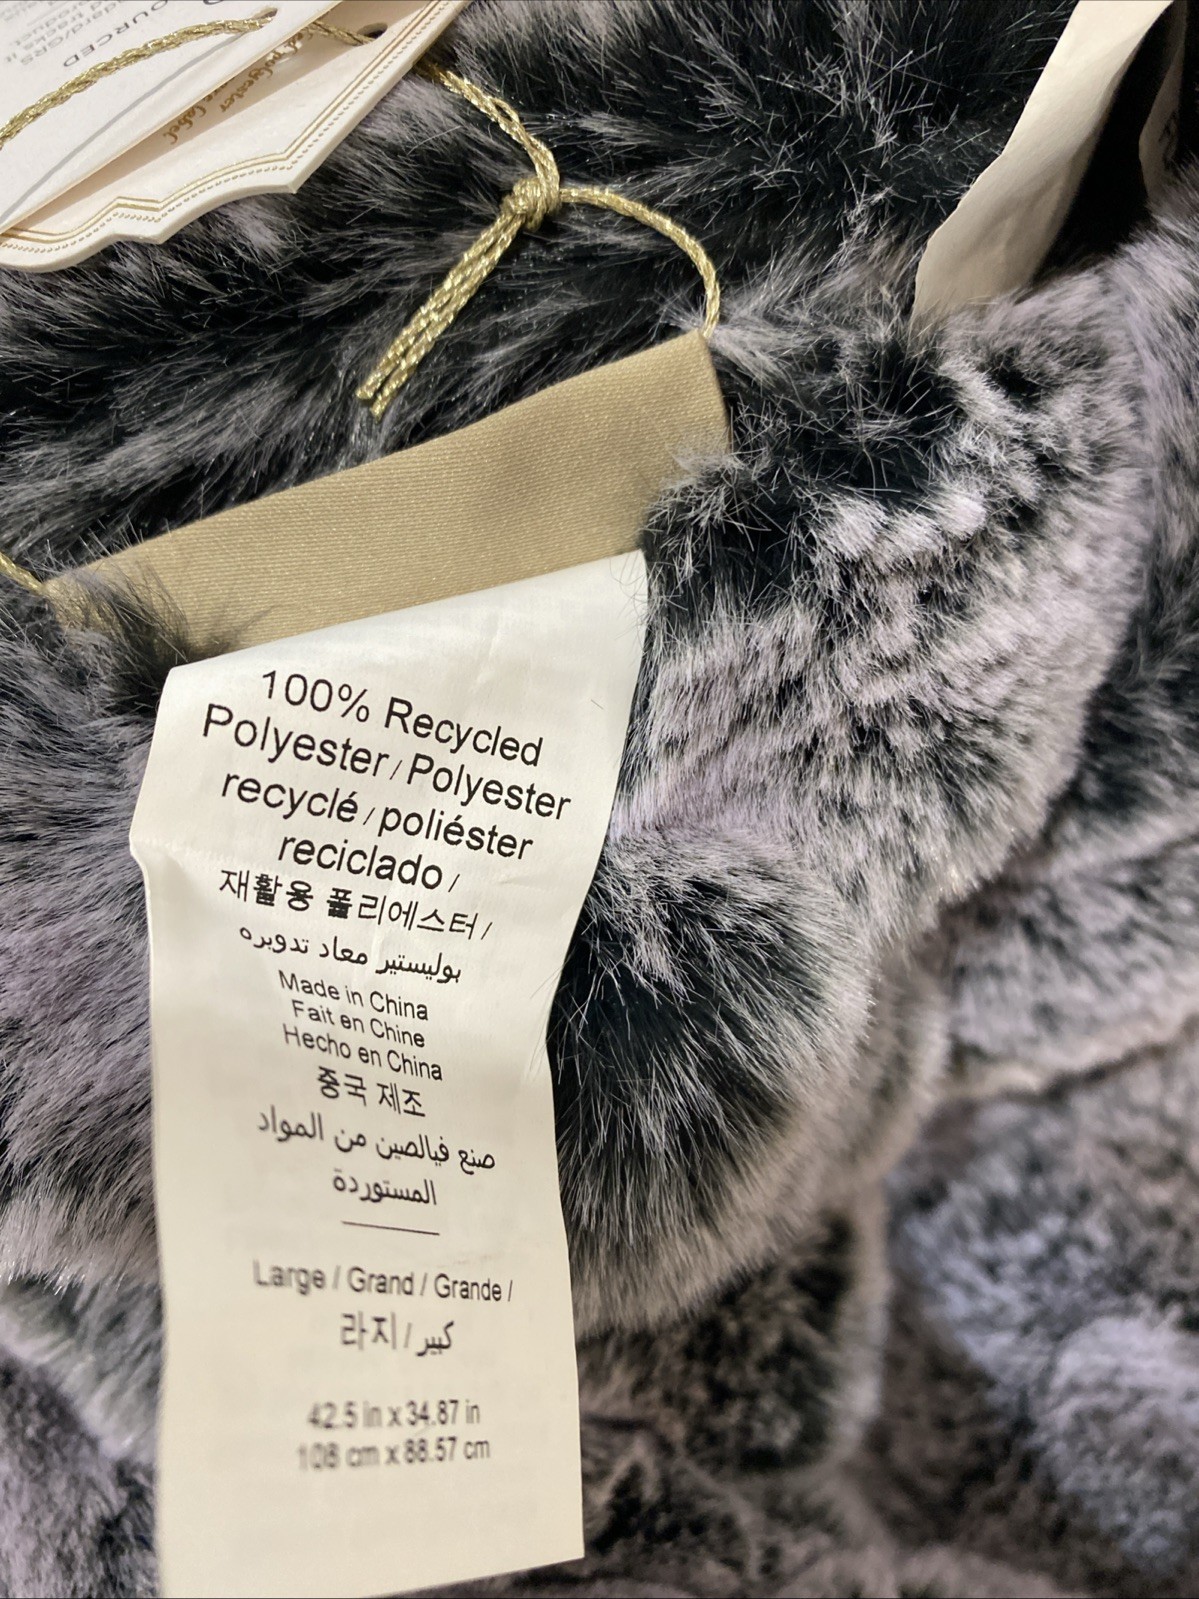 OURCED
100% Recycled
Polyester / Polyester
recyclé / poliéster
reciclado /
재활용 폴리에스터 /
بوليستير معاد تدويره
Made in China
Fait en Chine
Hecho en China
중국 제조
صنع فيالصين من المواد
المستوردة
Large / Grand / Grande /
라지 / كبير
42.5 in x 34.87 in
108 cm x 88.57 cm